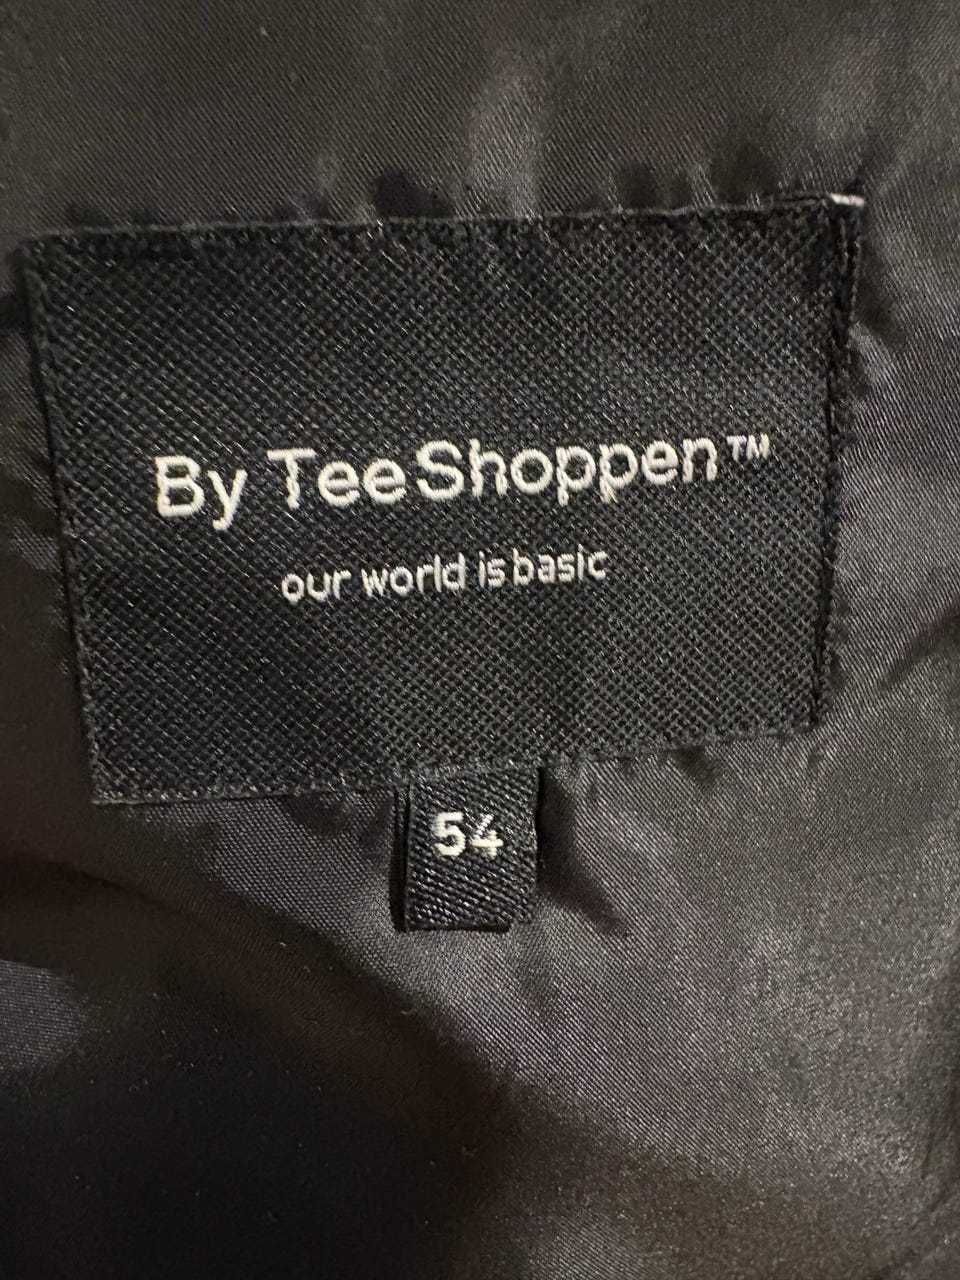 By TeeShoppen™
our world is basic
54